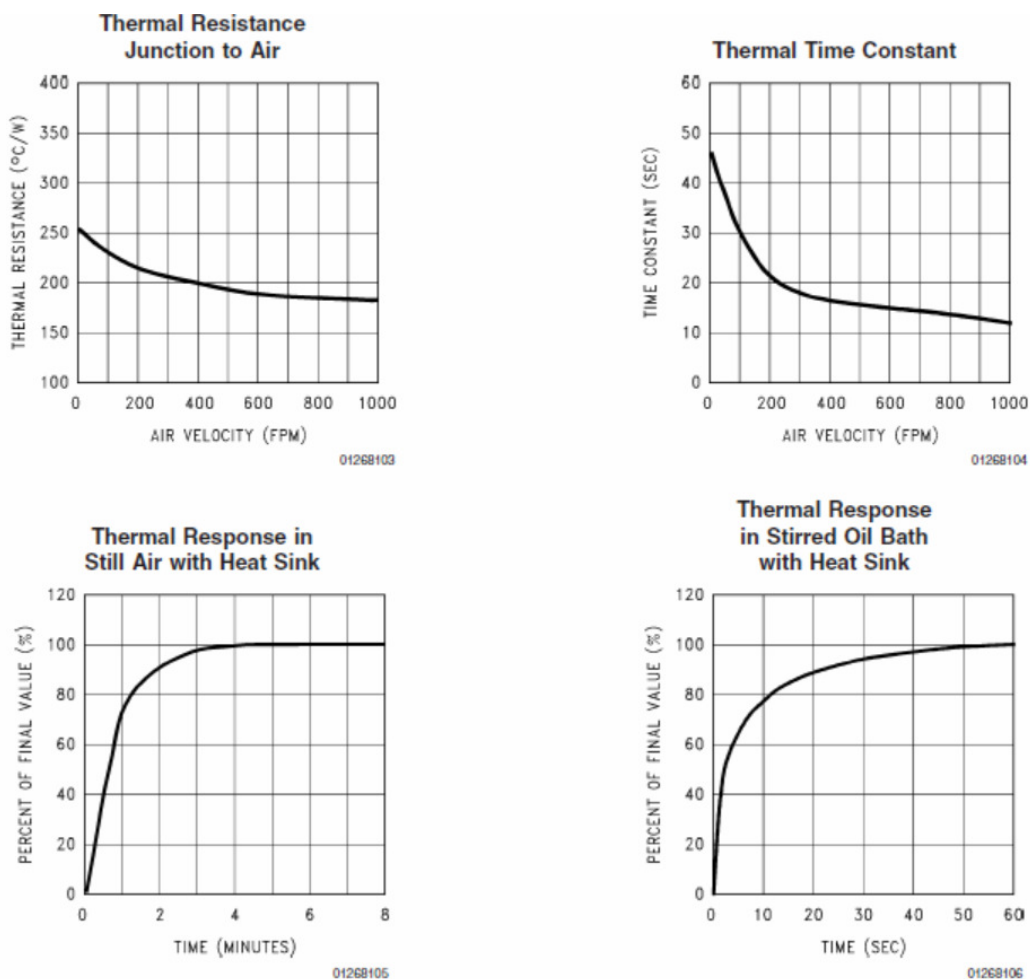 Thermal Resistance
Junction to Air
400
350
300
250
200
150
100
THERMAL RESISTANCE (°C/W)
0 200 400 600 800 1000
AIR VELOCITY (FPM)
01268103
Thermal Time Constant
60
50
40
30
20
10
0
TIME CONSTANT (SEC)
0 200 400 600 800 1000
AIR VELOCITY (FPM)
01268104
Thermal Response in
Still Air with Heat Sink
120
100
80
60
40
20
0
PERCENT OF FINAL VALUE (%)
0 2 4 6 8
TIME (MINUTES)
01268105
Thermal Response
in Stirred Oil Bath
with Heat Sink
120
100
80
60
40
20
0
PERCENT OF FINAL VALUE (%)
0 10 20 30 40 50 60
TIME (SEC)
01268106